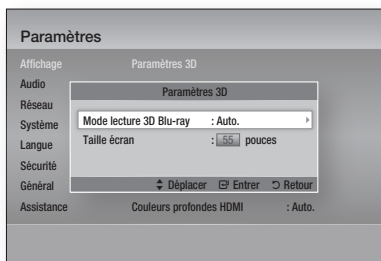 Paramètres
Affichage Paramètres 3D
Audio
Paramètres 3D
Réseau
Système
Mode lecture 3D Blu-ray : Auto.
Langue
Taille écran : 55 pouces
Sécurité
Général
Déplacer Entrer Retour
Assistance
Couleurs profondes HDMI : Auto.